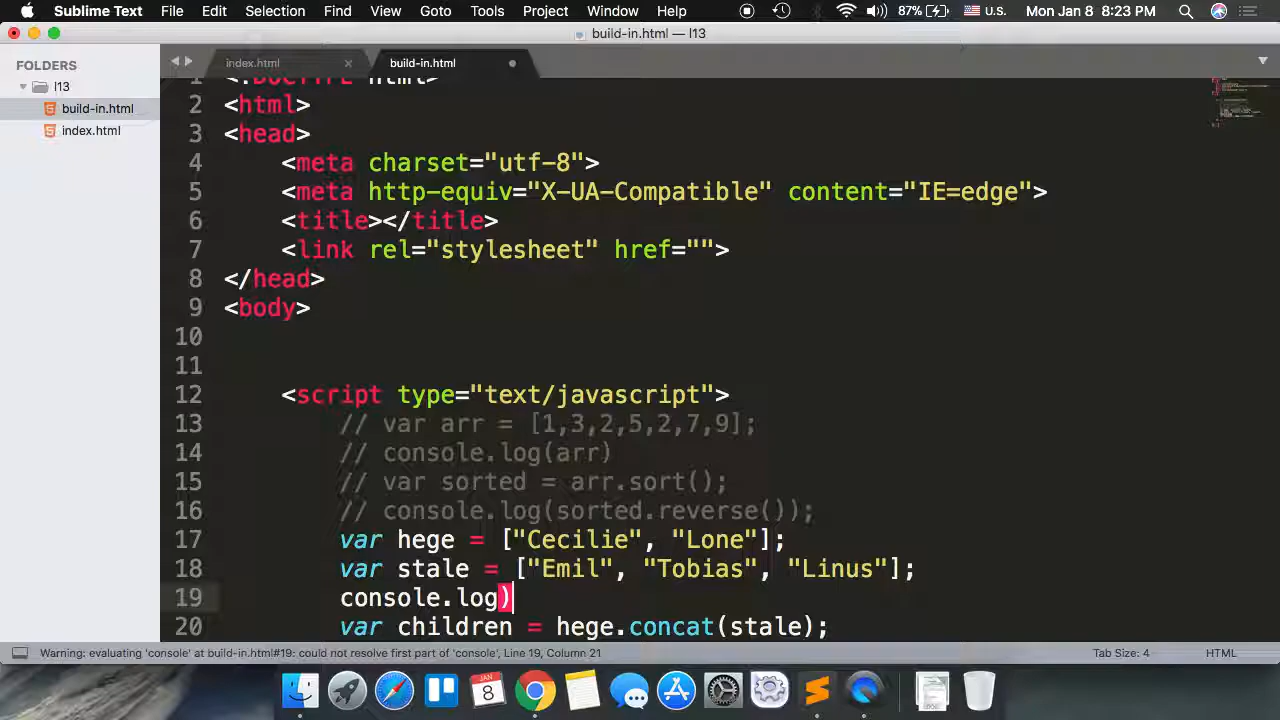 Sublime Text File Edit Selection Find View Goto Tools Project Window Help 87% U.S. Mon Jan 8 8:23 PM
build-in.html — l13
FOLDERS
l13
build-in.html
index.html
index.html build-in.html
1 <!DOCTYPE html>
2 <html>
3 <head>
4 <meta charset="utf-8">
5 <meta http-equiv="X-UA-Compatible" content="IE=edge">
6 <title></title>
7 <link rel="stylesheet" href="">
8 </head>
9 <body>
10
11
12 <script type="text/javascript">
13 // var arr = [1,3,2,5,2,7,9];
14 // console.log(arr)
15 // var sorted = arr.sort();
16 // console.log(sorted.reverse());
17 var hege = ["Cecilie", "Lone"];
18 var stale = ["Emil", "Tobias", "Linus"];
19 console.log)
20 var children = hege.concat(stale);
Warning: evaluating 'console' at build-in.html#19: could not resolve first part of 'console', Line 19, Column 21 Tab Size: 4 HTML
JAN
8